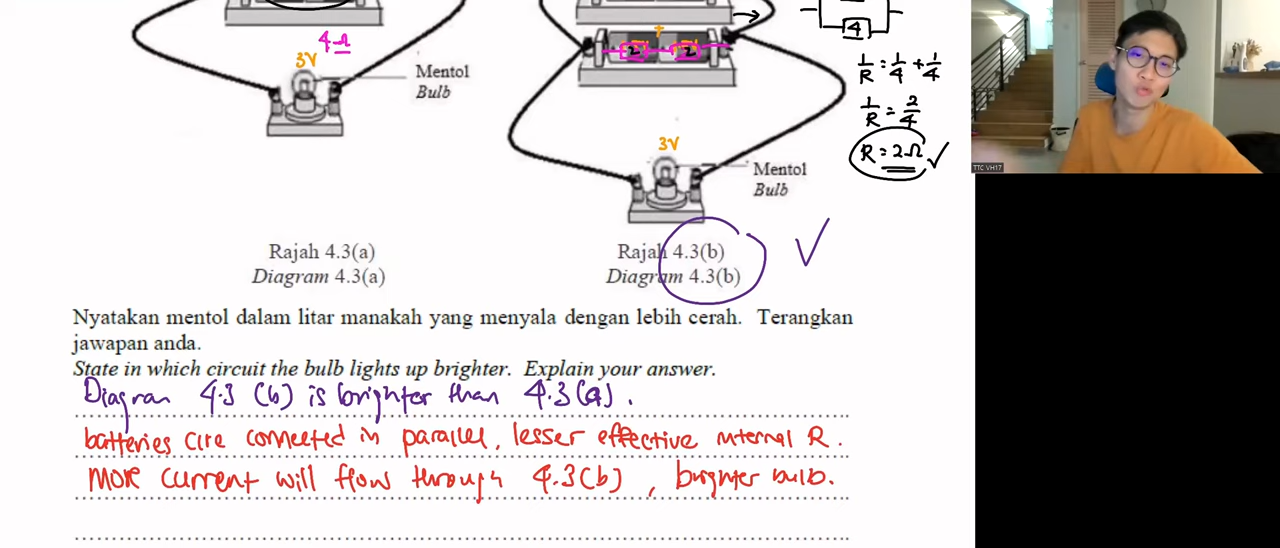 4Ω
3V
Mentol
Bulb
+
2 2
3V
Mentol
Bulb
4
1/R = 1/4 + 1/4
1/R = 2/4
R = 2Ω ✓
TTC VH17
Rajah 4.3(a)
Diagram 4.3(a)
Rajah 4.3(b)
Diagram 4.3(b)
✓
Nyatakan mentol dalam litar manakah yang menyala dengan lebih cerah. Terangkan
jawapan anda.
State in which circuit the bulb lights up brighter. Explain your answer.
Diagram 4.3 (b) is brighter than 4.3(a).
batteries are connected in parallel, lesser effective internal R.
More current will flow through 4.3(b), brighter bulb.